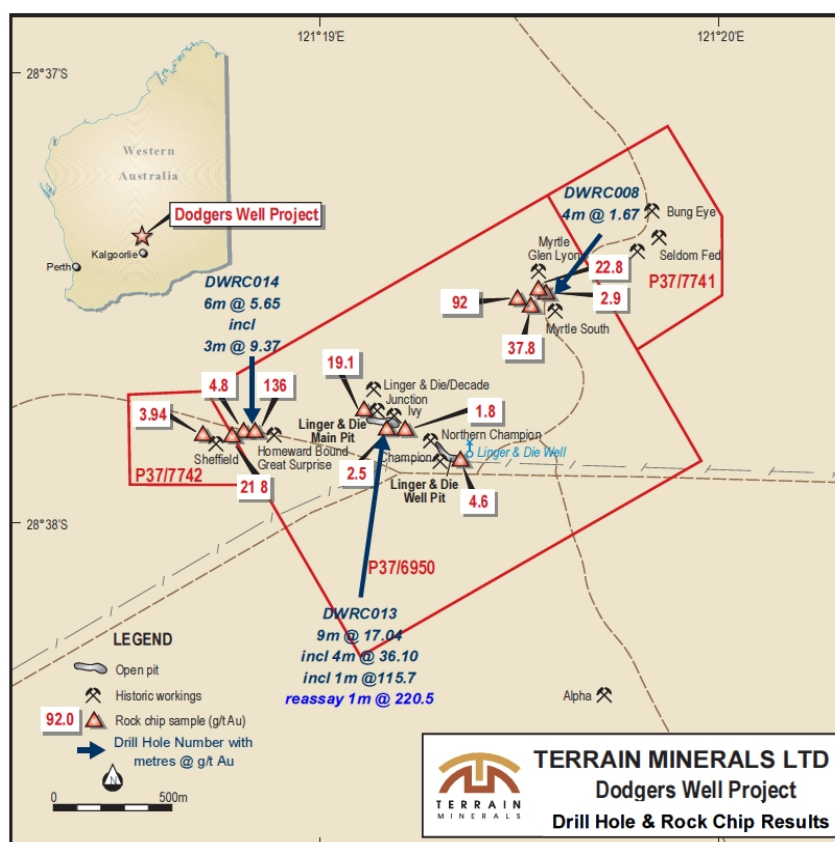 121°19'E
121°20'E
28°37'S
Western
Australia
Dodgers Well Project
Kalgoorlie
Perth
DWRC008
4m @ 1.67
Bung Eye
Myrtle
Glen Lyon
Seldom Fed
22.8
P37/7741
92
2.9
37.8
Myrtle South
DWRC014
6m @ 5.65
incl
3m @ 9.37
19.1
4.8
136
Linger & Die/Decade
Junction
Ivy
1.8
3.94
Linger & Die
Main Pit
Northern Champion
Linger & Die Well
Sheffield
Homeward Bound
Great Surprise
Champion
P37/7742
21 8
2.5
Linger & Die
Well Pit
4.6
28°38'S
P37/6950
DWRC013
9m @ 17.04
incl 4m @ 36.10
incl 1m @115.7
reassay 1m @ 220.5
Alpha
LEGEND
Open pit
Historic workings
92.0
Rock chip sample (g/t Au)
Drill Hole Number with
metres @ g/t Au
N
0
500m
TERRAIN
MINERALS
TERRAIN MINERALS LTD
Dodgers Well Project
Drill Hole & Rock Chip Results